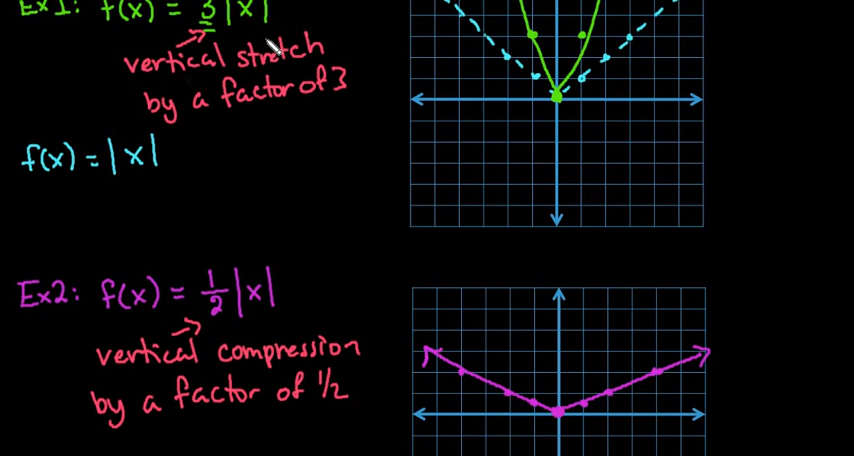 Ex1: f(x) = 3|x|
vertical stretch
by a factor of 3
f(x) = |x|
Ex2: f(x) = 1/2|x|
vertical compression
by a factor of 1/2